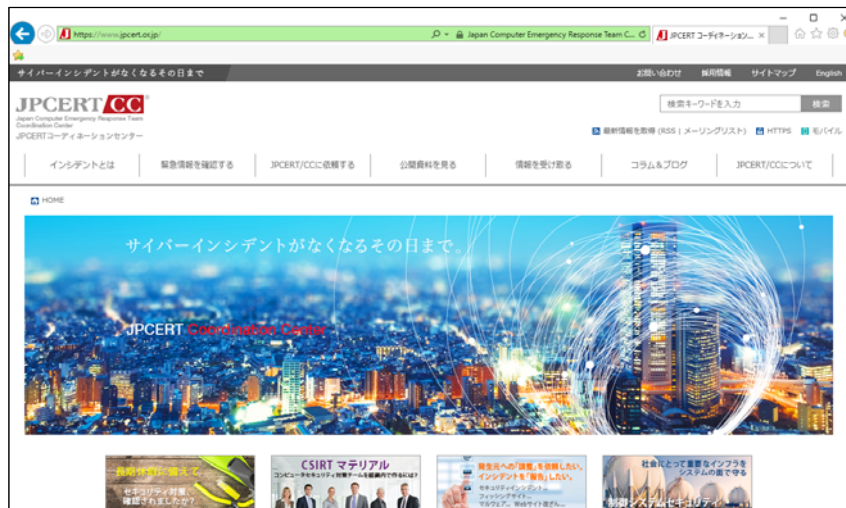 https://www.jpcert.or.jp/
Japan Computer Emergency Response Team C...
JPCERT コーディネーション...
サイバーインシデントがなくなるその日まで
お問い合わせ 採用情報 サイトマップ English
JPCERT CC®
Japan Computer Emergency Response Team
Coordination Center
JPCERTコーディネーションセンター
検索キーワードを入力 検索
最新情報を取得 (RSS | メーリングリスト) HTTPS モバイル
インシデントとは 緊急情報を確認する JPCERT/CCに依頼する 公開資料を見る 情報を受け取る コラム&ブログ JPCERT/CCについて
HOME
サイバーインシデントがなくなるその日まで。
JPCERT Coordination Center
長期休暇に備えて
セキュリティ対策、
確認されましたか?
CSIRT マテリアル
コンピュータセキュリティ対策チームを組織内で作るには?
発生元への「調整」を依頼したい。
インシデントを「報告」したい。
セキュリティインシデント...
フィッシングサイト...
マルウェア... Webサイト改ざん...
社会にとって重要なインフラを
システムの面で守る
制御システムセキュリティ